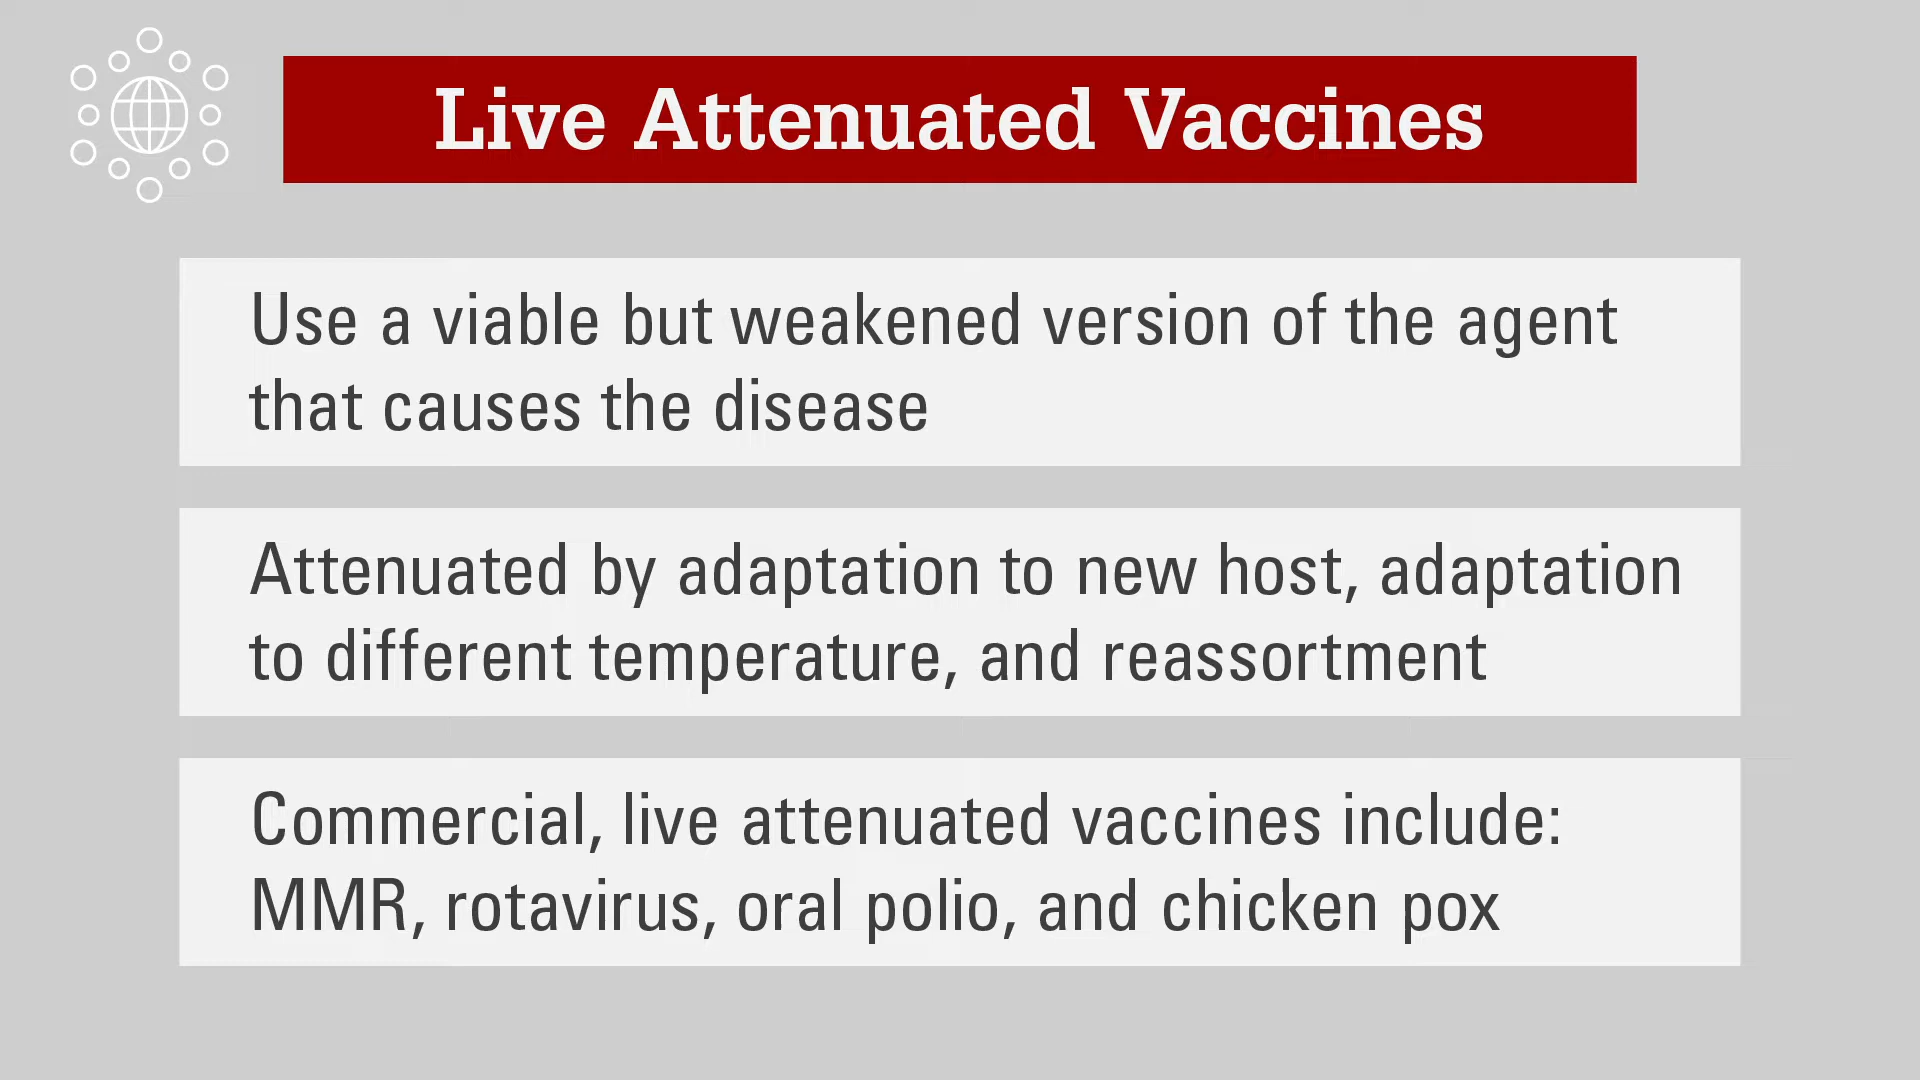 Live Attenuated Vaccines
Use a viable but weakened version of the agent
that causes the disease
Attenuated by adaptation to new host, adaptation
to different temperature, and reassortment
Commercial, live attenuated vaccines include:
MMR, rotavirus, oral polio, and chicken pox